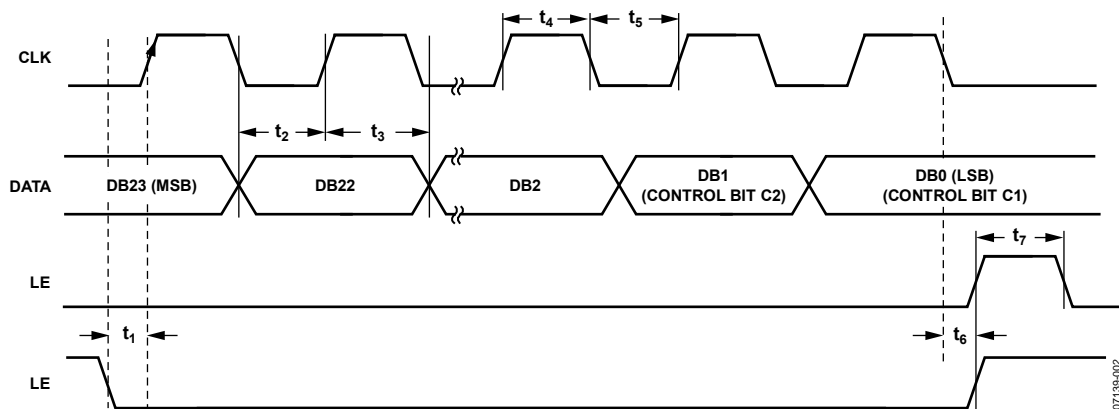 t4 t5
CLK
t2 t3
DATA DB23 (MSB) DB22 DB2 DB1 (CONTROL BIT C2) DB0 (LSB) (CONTROL BIT C1)
t7
LE
t1 t6
LE
07139-002